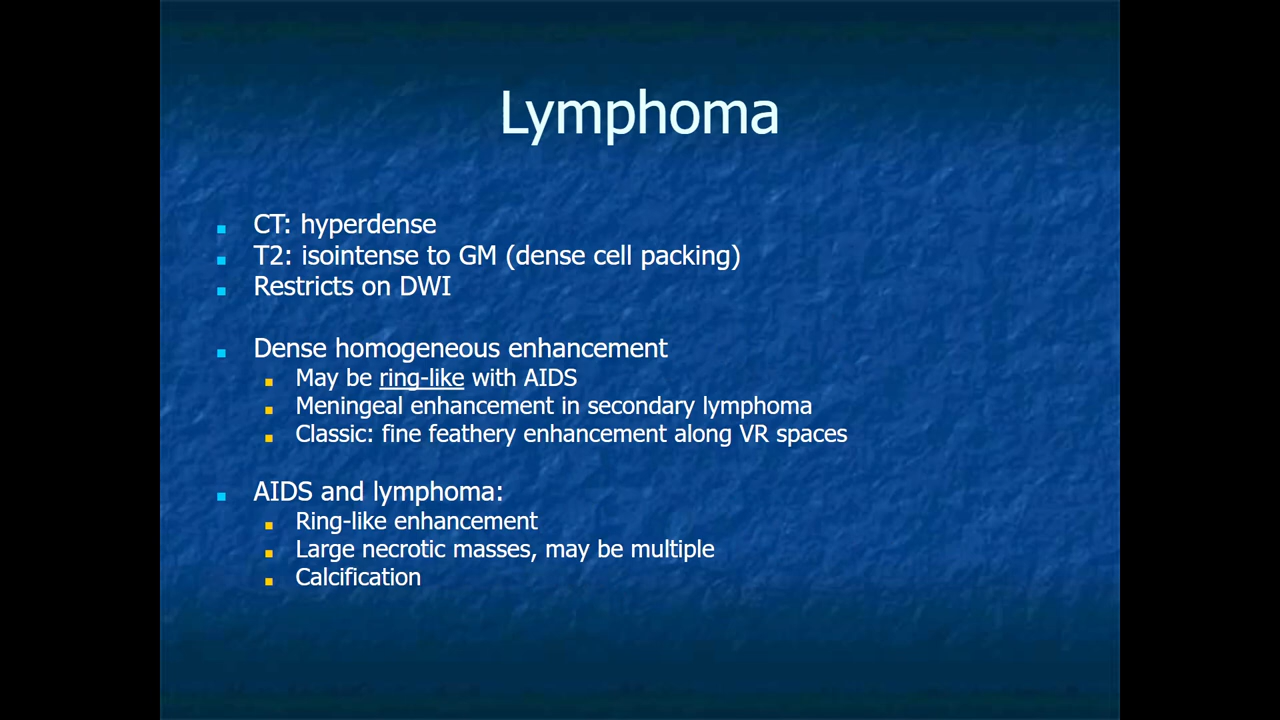 Lymphoma
CT: hyperdense
T2: isointense to GM (dense cell packing)
Restricts on DWI
Dense homogeneous enhancement
May be ring-like with AIDS
Meningeal enhancement in secondary lymphoma
Classic: fine feathery enhancement along VR spaces
AIDS and lymphoma:
Ring-like enhancement
Large necrotic masses, may be multiple
Calcification